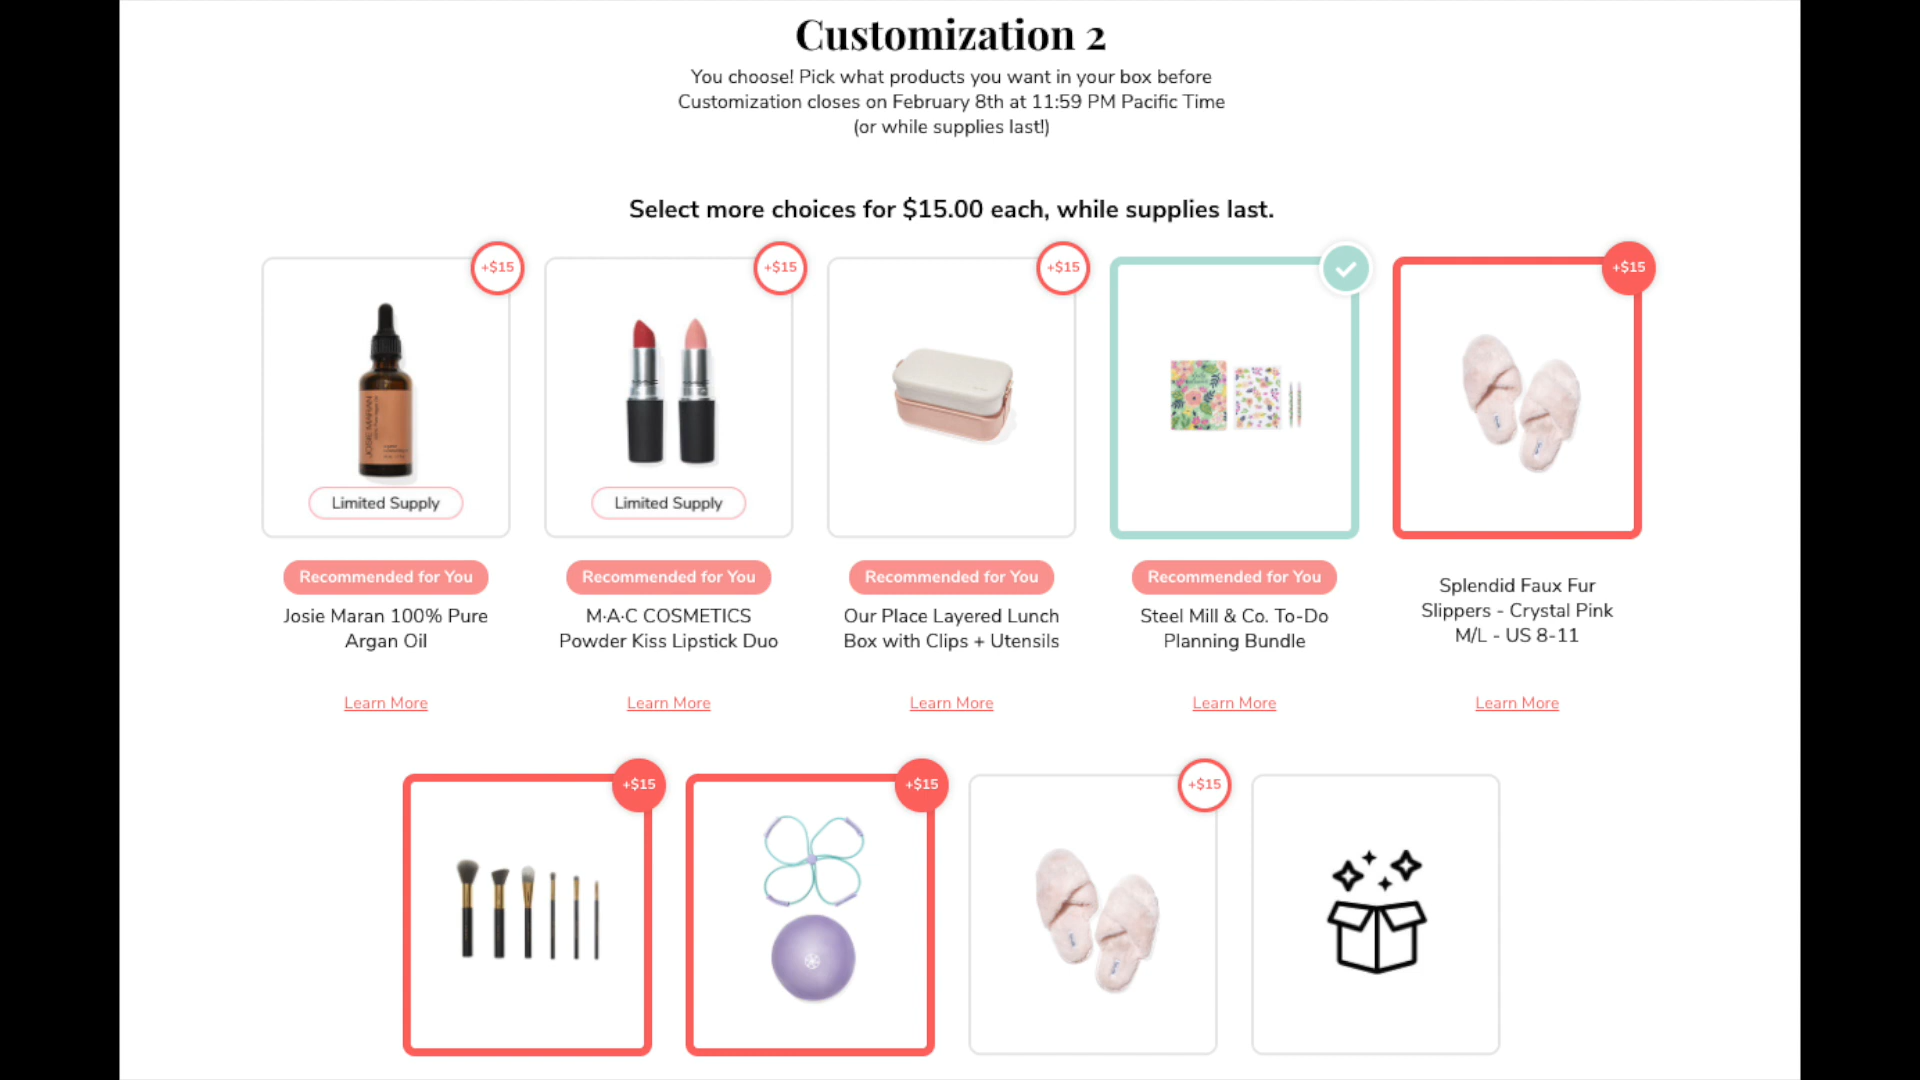 Customization 2
You choose! Pick what products you want in your box before
Customization closes on February 8th at 11:59 PM Pacific Time
(or while supplies last!)
Select more choices for $15.00 each, while supplies last.
+$15
+$15
+$15
+$15
JOSIE MARAN
Limited Supply
Limited Supply
Recommended for You
Recommended for You
Recommended for You
Recommended for You
Josie Maran 100% Pure
Argan Oil
M·A·C COSMETICS
Powder Kiss Lipstick Duo
Our Place Layered Lunch
Box with Clips + Utensils
Steel Mill & Co. To-Do
Planning Bundle
Splendid Faux Fur
Slippers - Crystal Pink
M/L - US 8-11
Learn More
Learn More
Learn More
Learn More
Learn More
+$15
+$15
+$15